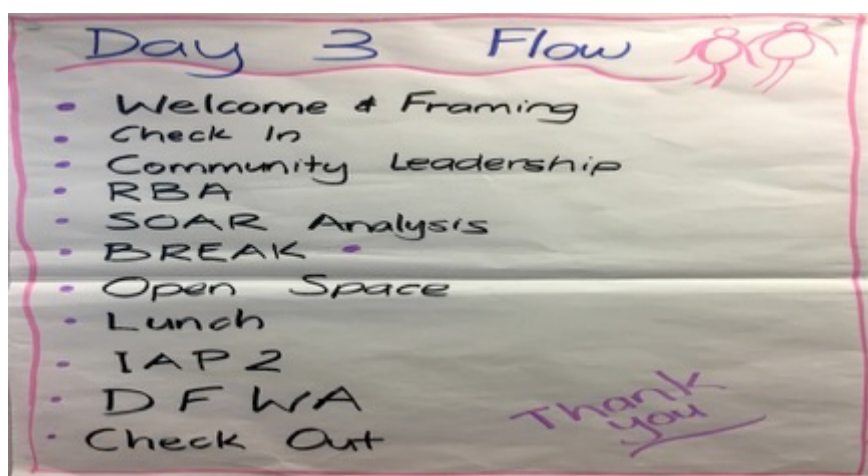 Day 3 Flow
• Welcome & Framing
• Check In
• Community Leadership
• RBA
• SOAR Analysis
• BREAK •
• Open Space
• Lunch
• IAP2
• DFWA
• Check Out
Thank
you